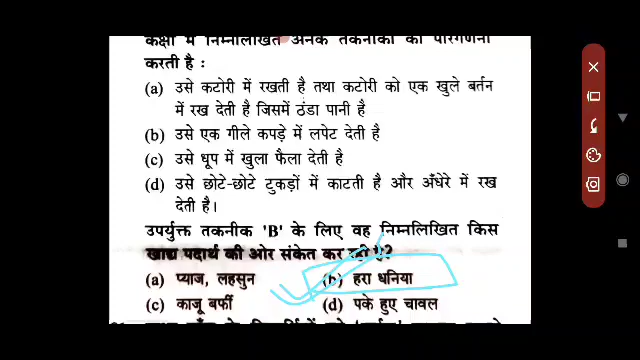 कक्षा में निम्नलिखित अनेक तकनीकों की परिगणना
करती है :
(a) उसे कटोरी में रखती है तथा कटोरी को एक खुले बर्तन
में रख देती है जिसमें ठंडा पानी है
(b) उसे एक गीले कपड़े में लपेट देती है
(c) उसे धूप में खुला फैला देती है
(d) उसे छोटे-छोटे टुकड़ों में काटती है और अँधेरे में रख
देती है।
उपर्युक्त तकनीक 'B' के लिए वह निम्नलिखित किस
खाद्य पदार्थ की ओर संकेत कर रही है?
(a) प्याज, लहसुन (b) हरा धनिया
(c) काजू बर्फी (d) पके हुए चावल